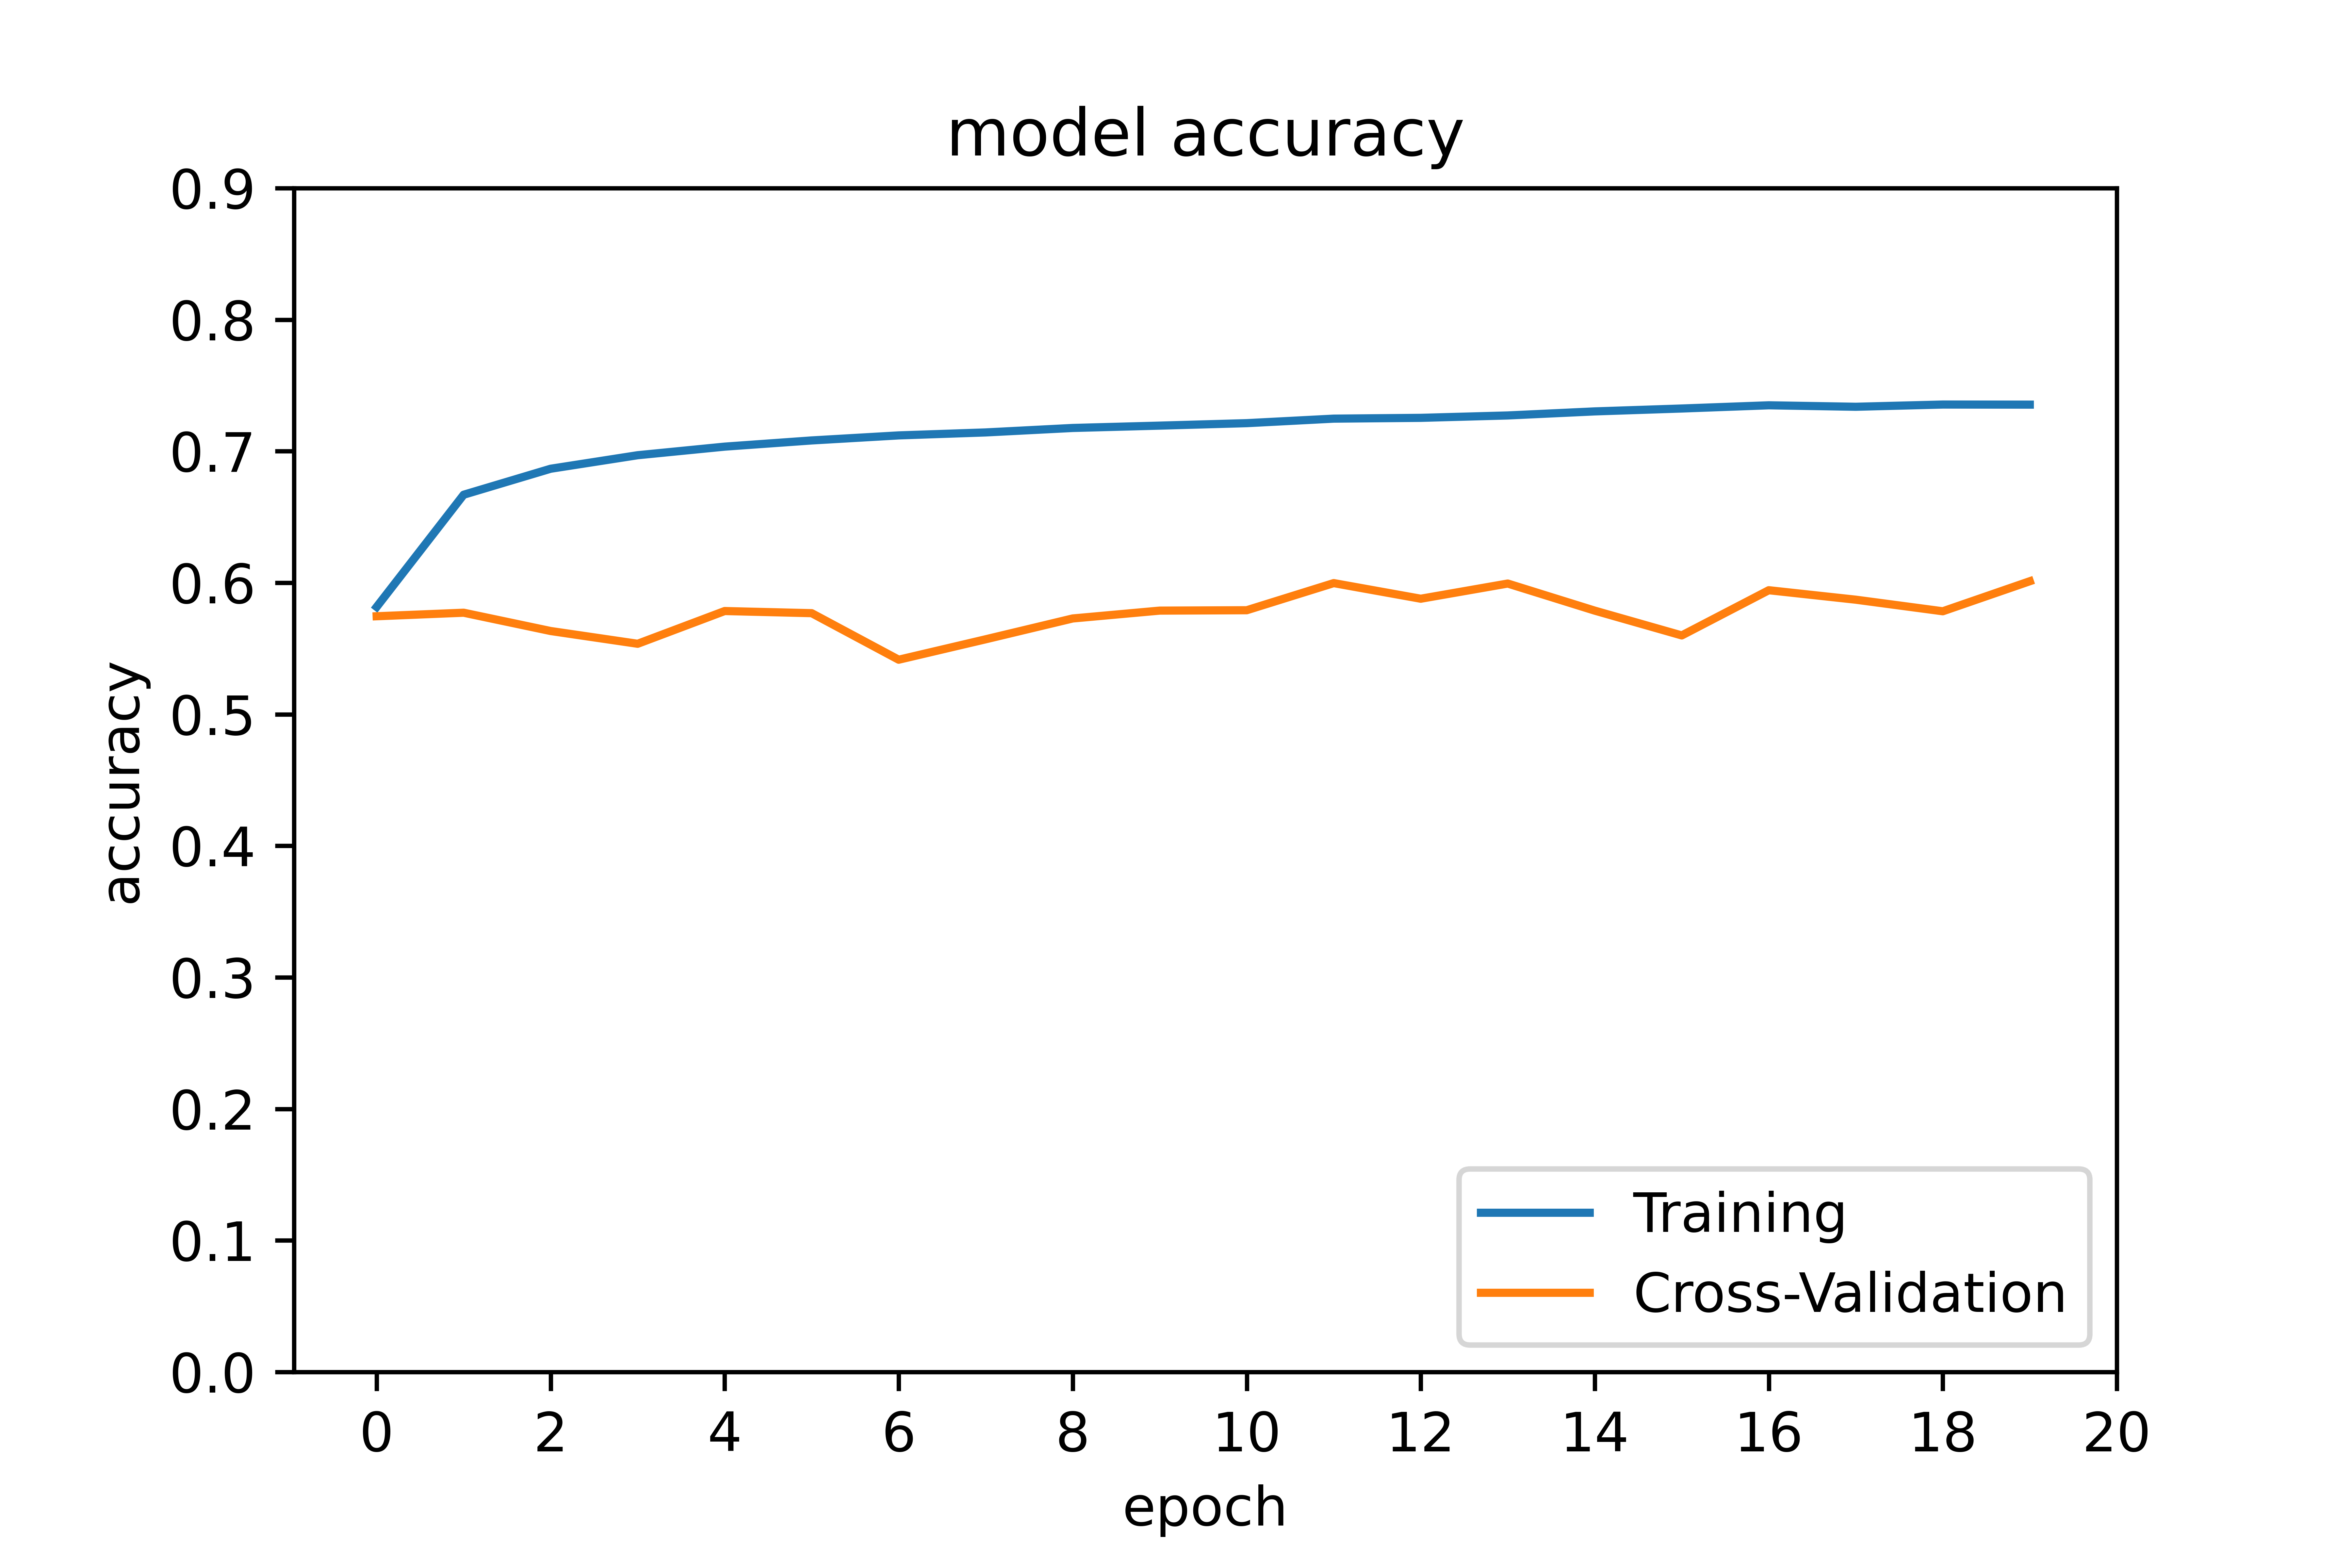 model accuracy
0.9
0.8
0.7
0.6
0.5
0.4
0.3
0.2
0.1
0.0
accuracy
Training
Cross-Validation
0 2 4 6 8 10 12 14 16 18 20
epoch